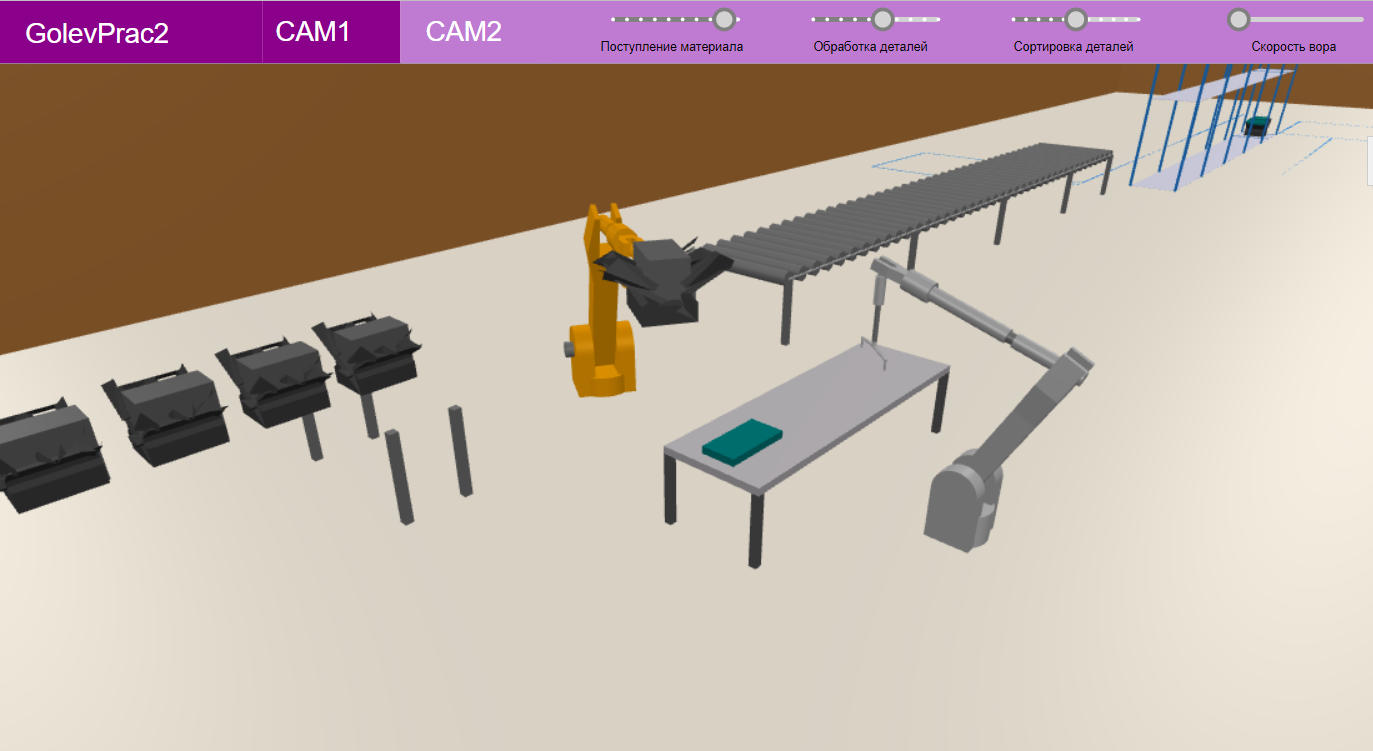 GolevPrac2
CAM1
CAM2
Поступление материала
Обработка деталей
Сортировка деталей
Скорость вора